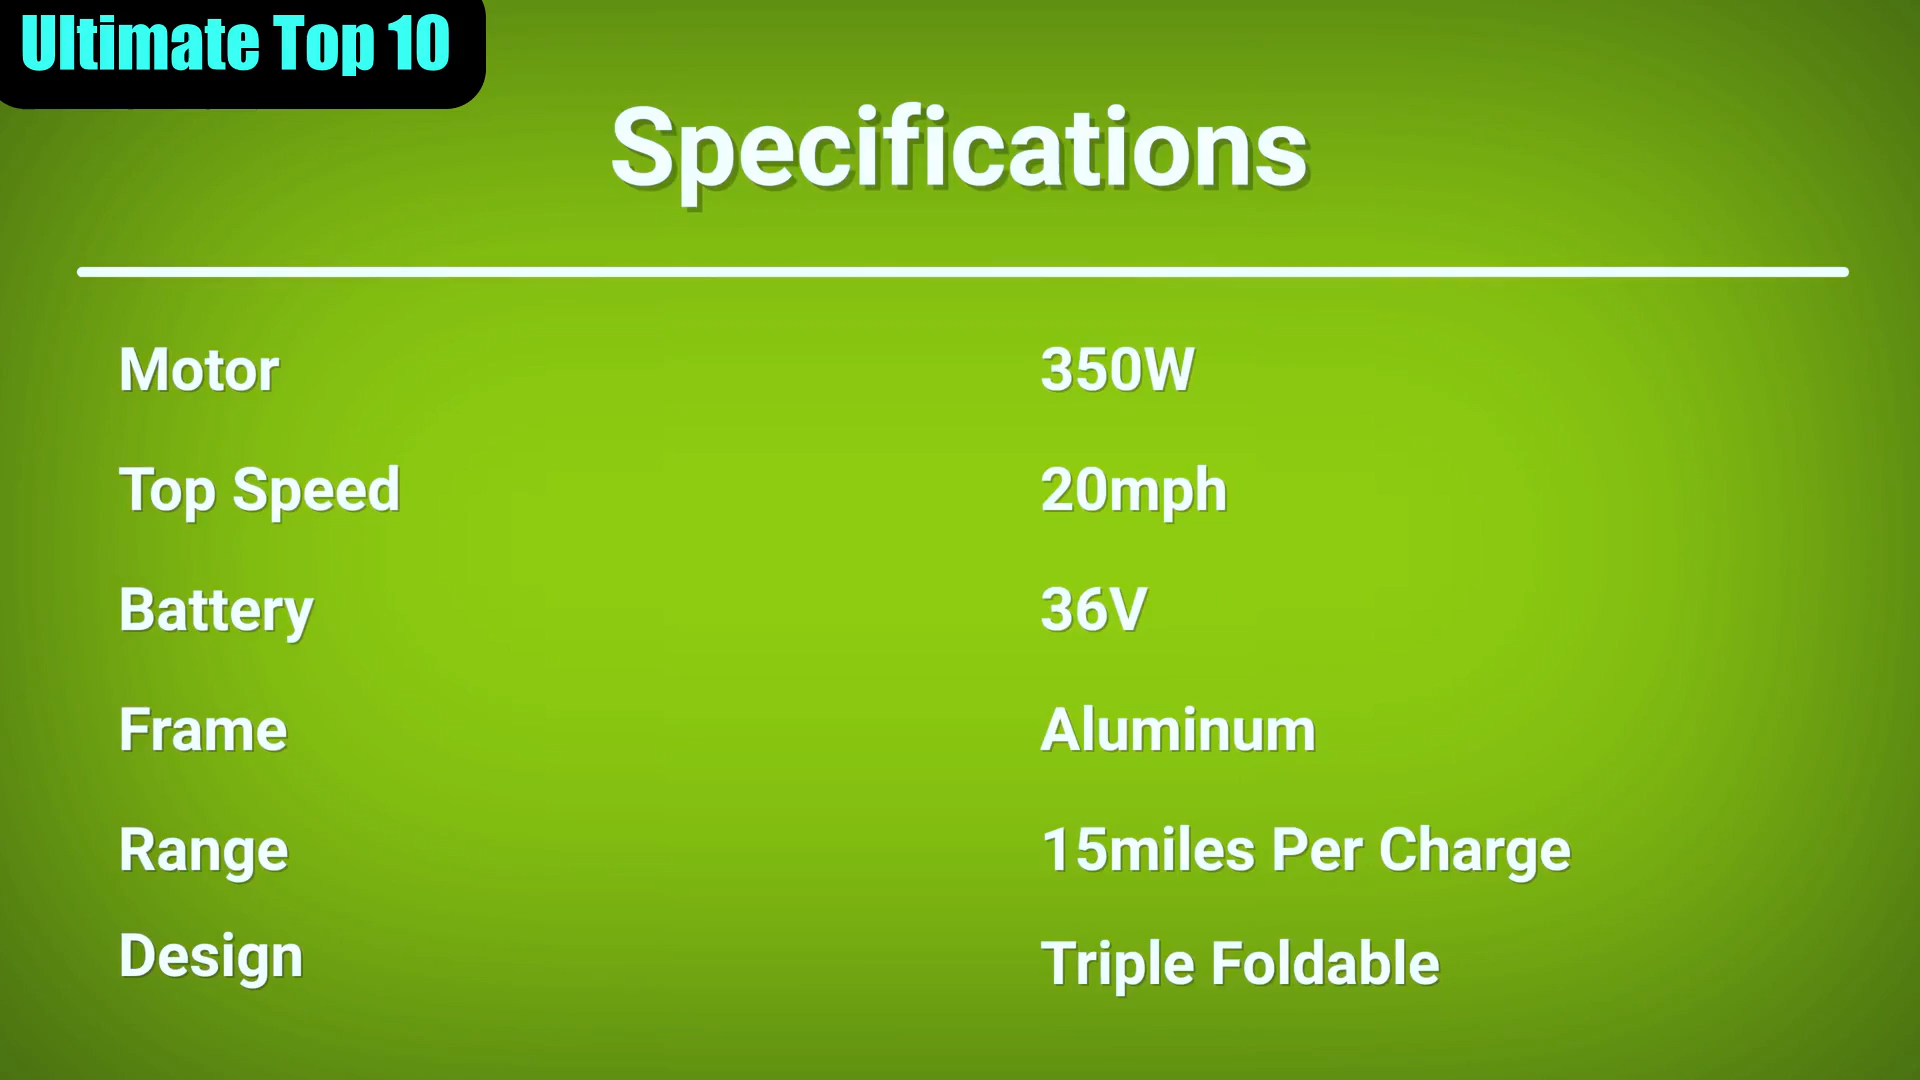 Ultimate Top 10
Specifications
Motor 350W
Top Speed 20mph
Battery 36V
Frame Aluminum
Range 15miles Per Charge
Design Triple Foldable